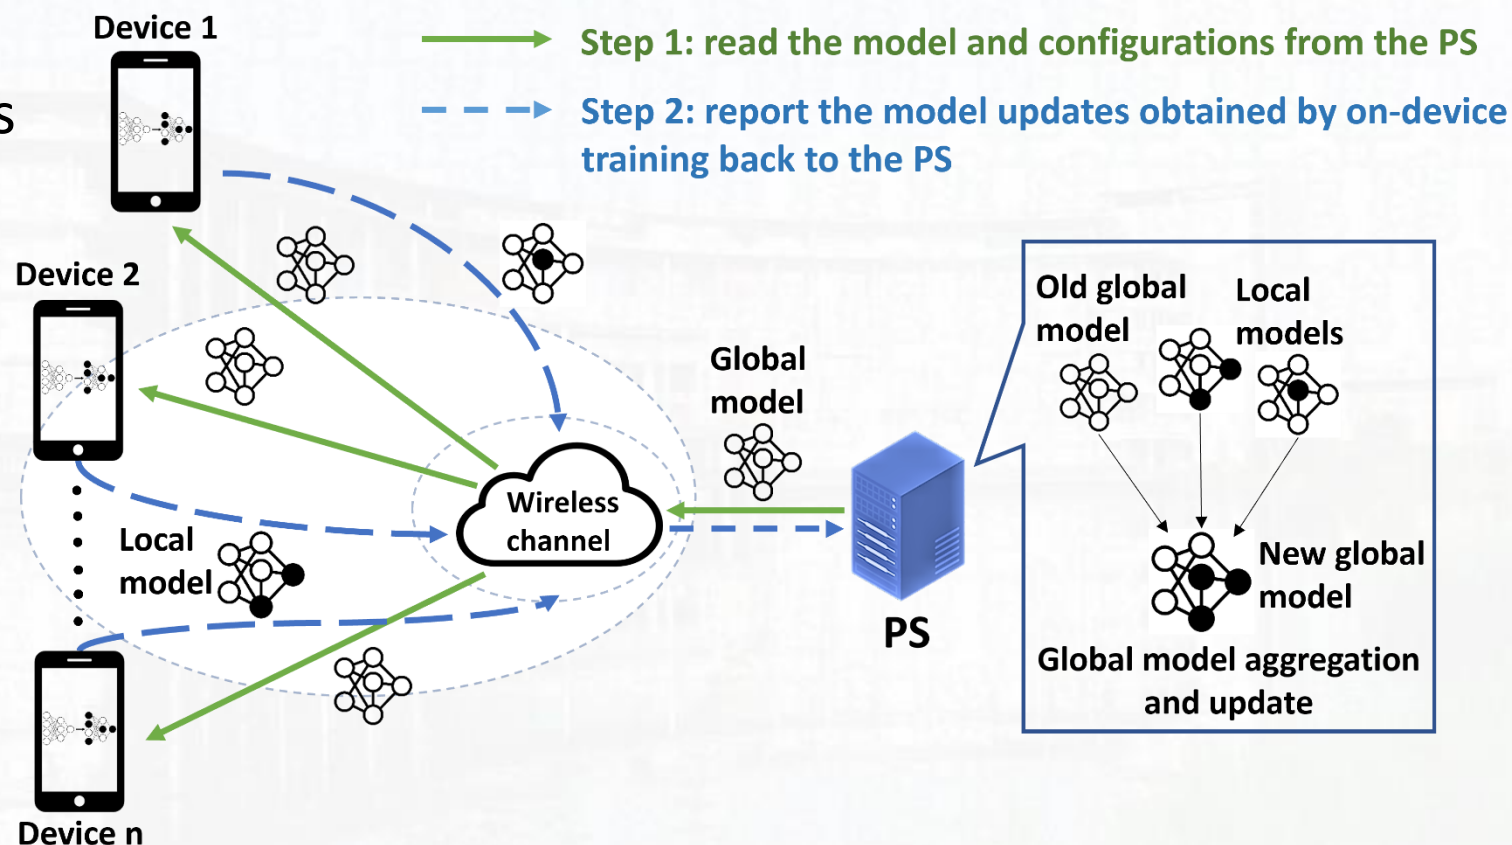 Device 1
Step 1: read the model and configurations from the PS
s
Step 2: report the model updates obtained by on-device
training back to the PS
Device 2
Old global
model
Local
models
Global
model
Wireless
channel
Local
model
New global
model
PS
Global model aggregation
and update
Device n